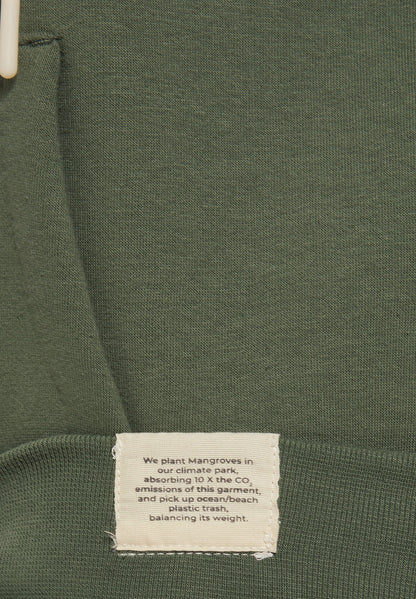 We plant Mangroves in
our climate park,
absorbing 10 X the CO₂
emissions of this garment,
and pick up ocean/beach
plastic trash,
balancing its weight.